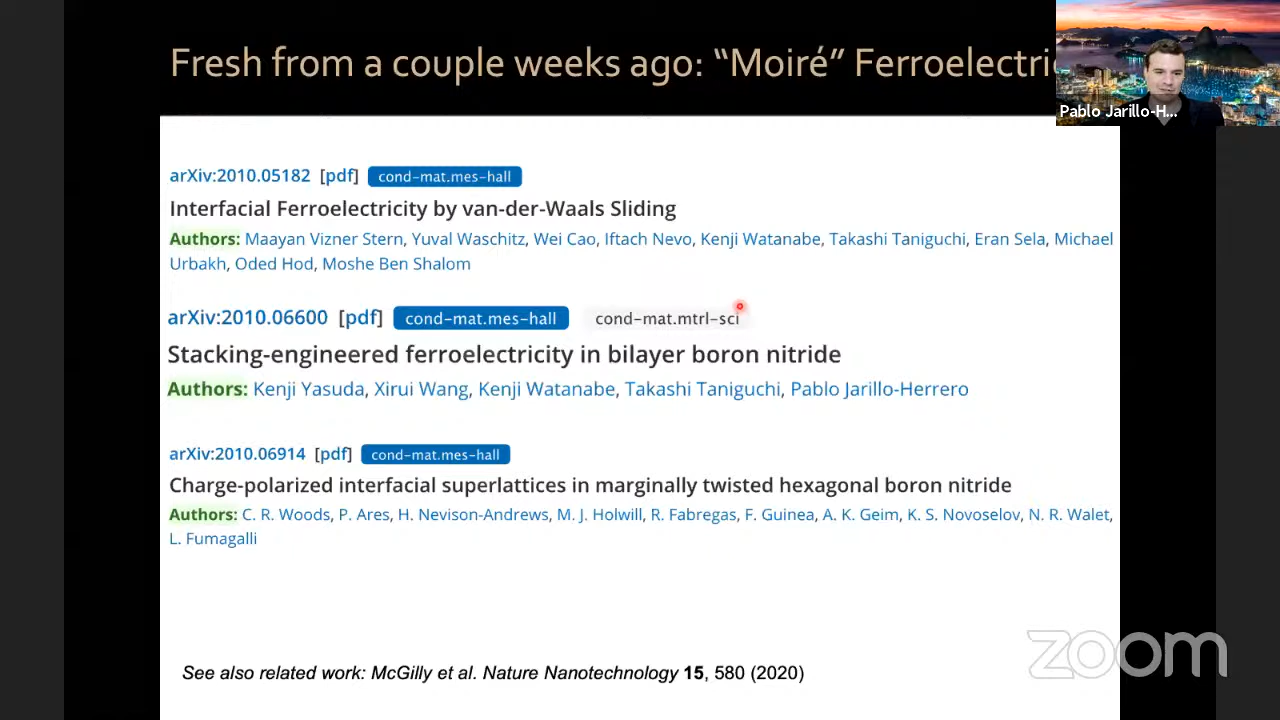 Fresh from a couple weeks ago: “Moiré” Ferroelectri
Pablo Jarillo-H...
arXiv:2010.05182 [pdf] cond-mat.mes-hall
Interfacial Ferroelectricity by van-der-Waals Sliding
Authors: Maayan Vizner Stern, Yuval Waschitz, Wei Cao, Iftach Nevo, Kenji Watanabe, Takashi Taniguchi, Eran Sela, Michael
Urbakh, Oded Hod, Moshe Ben Shalom
arXiv:2010.06600 [pdf] cond-mat.mes-hall cond-mat.mtrl-sci
Stacking-engineered ferroelectricity in bilayer boron nitride
Authors: Kenji Yasuda, Xirui Wang, Kenji Watanabe, Takashi Taniguchi, Pablo Jarillo-Herrero
arXiv:2010.06914 [pdf] cond-mat.mes-hall
Charge-polarized interfacial superlattices in marginally twisted hexagonal boron nitride
Authors: C. R. Woods, P. Ares, H. Nevison-Andrews, M. J. Holwill, R. Fabregas, F. Guinea, A. K. Geim, K. S. Novoselov, N. R. Walet,
L. Fumagalli
See also related work: McGilly et al. Nature Nanotechnology 15, 580 (2020)
zoom